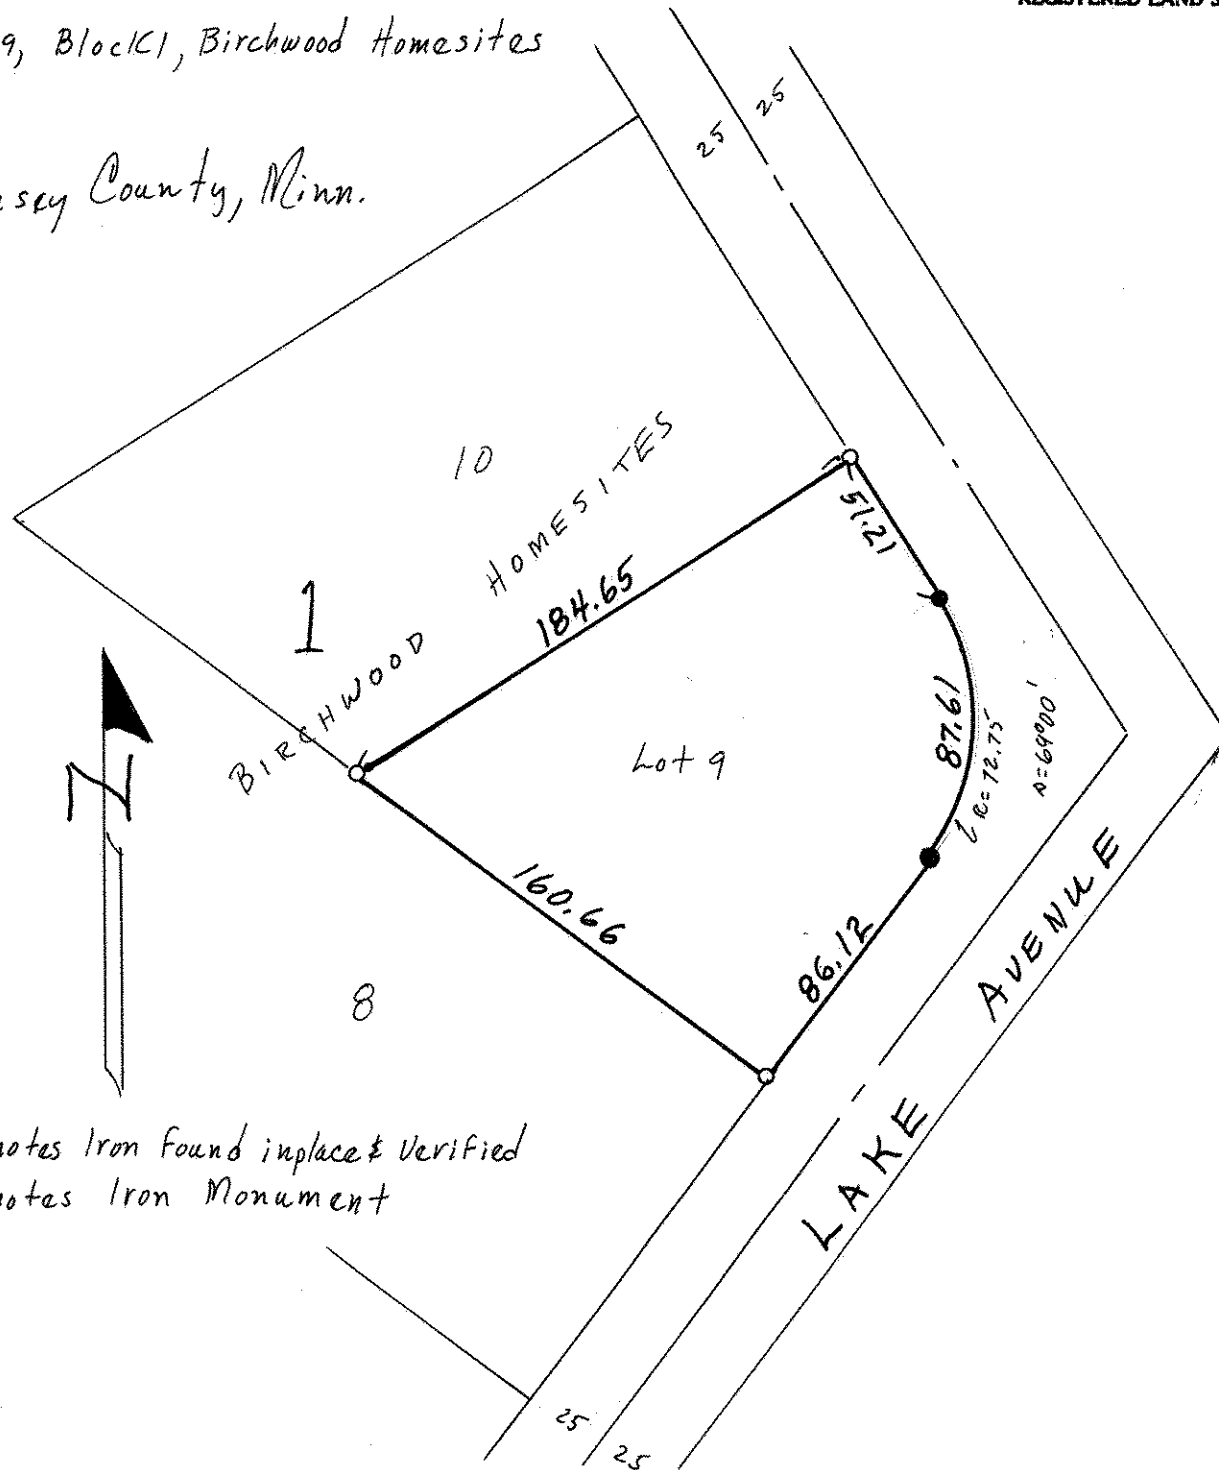 REGISTERED LAND S
9, Block 1, Birchwood Homesites
County, Minn.
25
25
10
HOMESITES
51.21
184.65
1
BIRCHWOOD
87.61
R=72.75
Δ=69°00'
N
Lot 9
160.66
86.12
AVENUE
8
LAKE
notes Iron Found inplace & Verified
notes Iron Monument
25
25